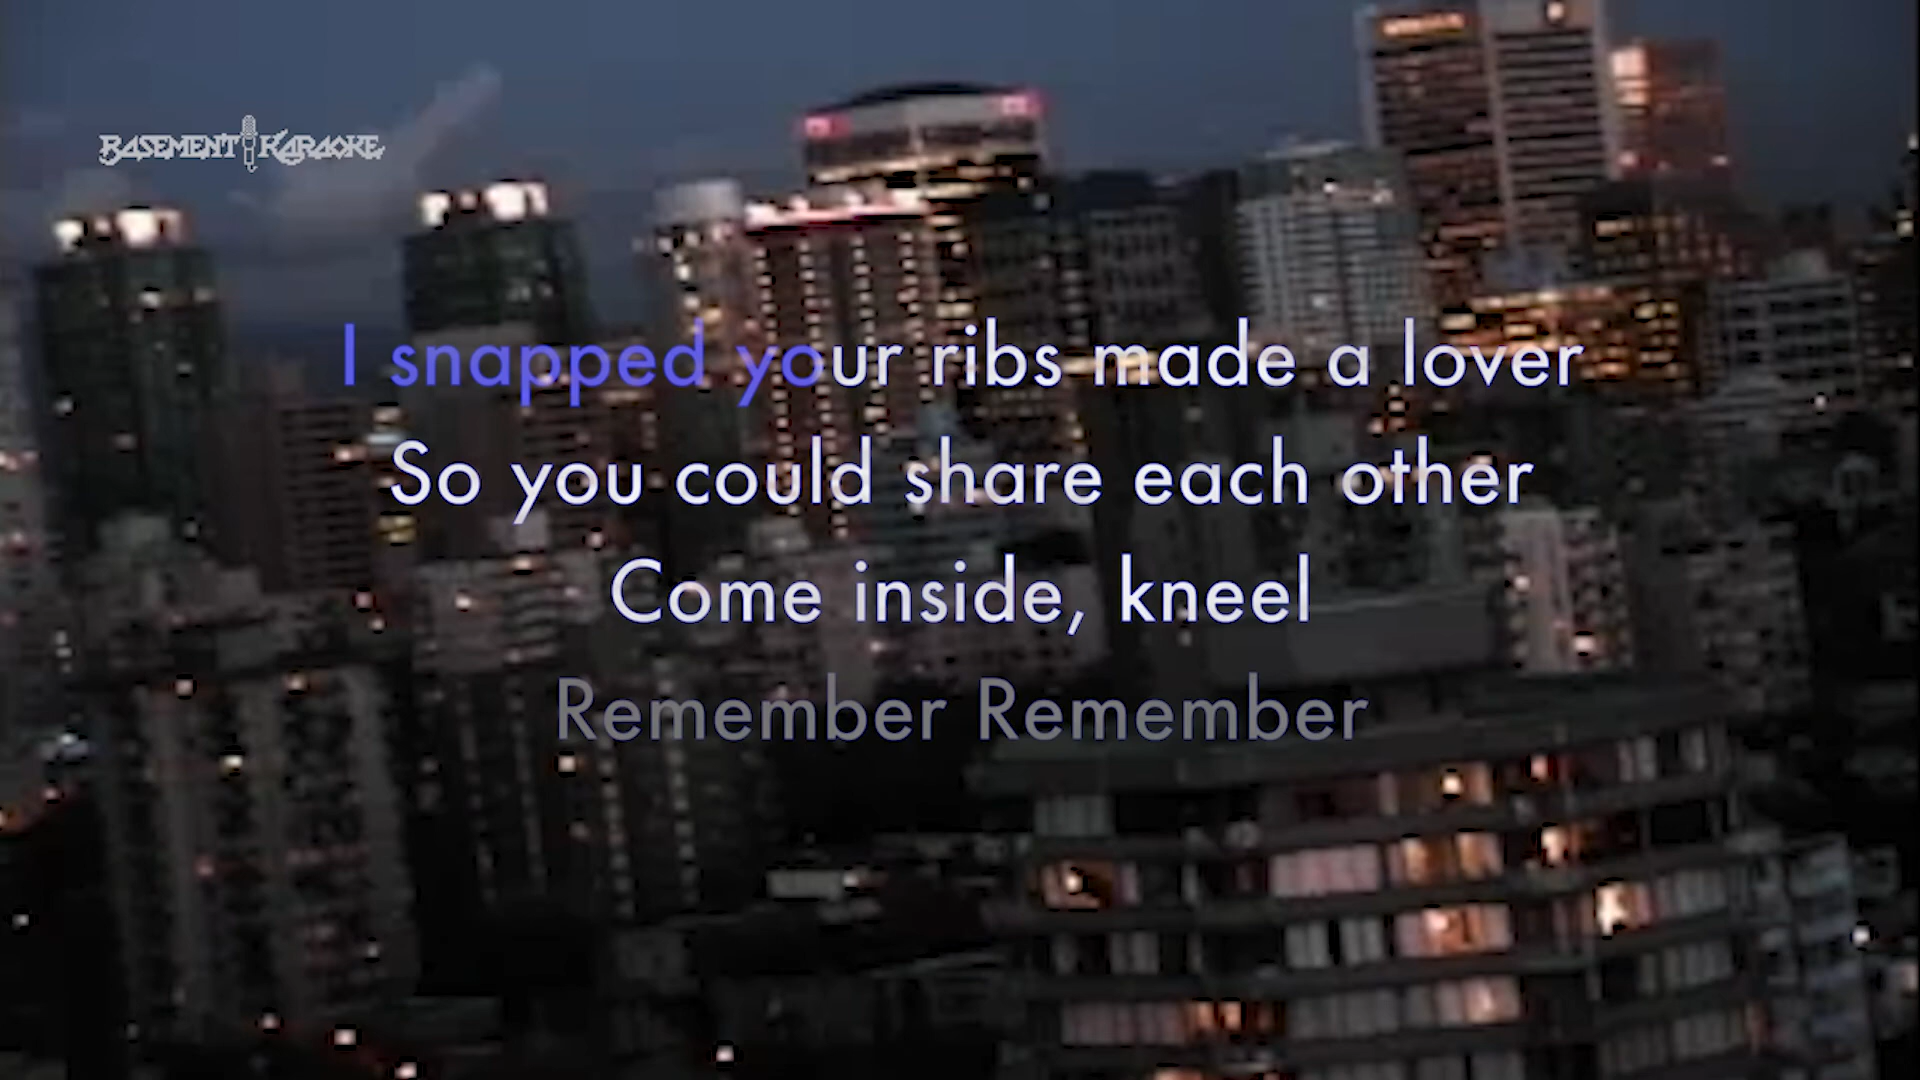 BASEMENT KARAOKE
I snapped your ribs made a lover
So you could share each other
Come inside, kneel
Remember Remember